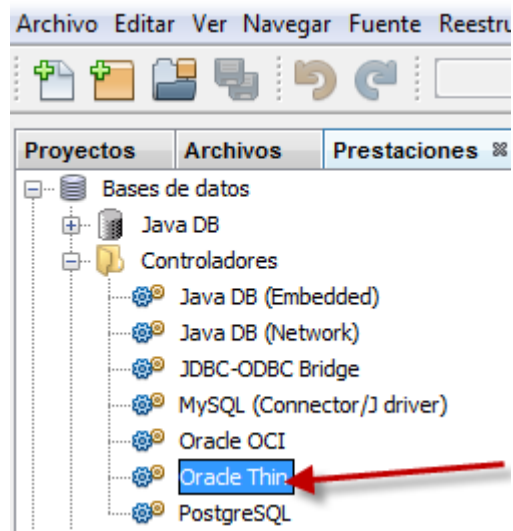 Archivo Editar Ver Navegar Fuente Reestru
Proyectos Archivos Prestaciones
Bases de datos
Java DB
Controladores
Java DB (Embedded)
Java DB (Network)
JDBC-ODBC Bridge
MySQL (Connector/J driver)
Oracle OCI
Oracle Thin
PostgreSQL